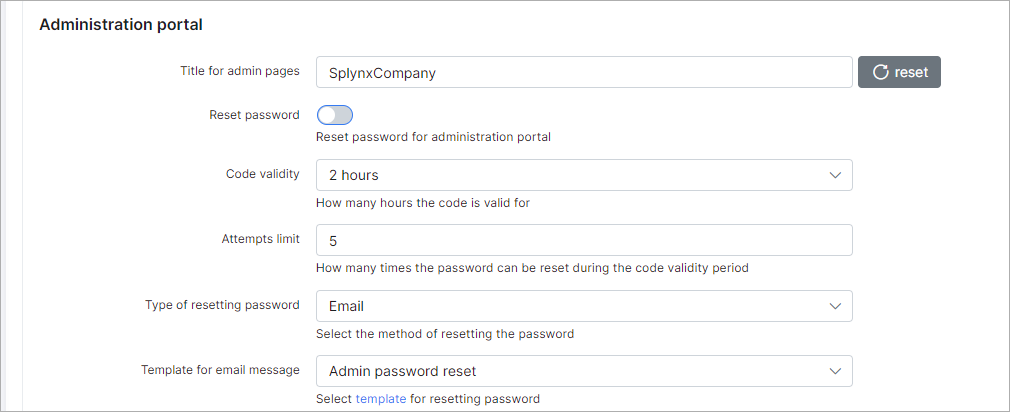 Administration portal
Title for admin pages SplynxCompany reset
Reset password
Reset password for administration portal
Code validity 2 hours
How many hours the code is valid for
Attempts limit 5
How many times the password can be reset during the code validity period
Type of resetting password Email
Select the method of resetting the password
Template for email message Admin password reset
Select template for resetting password